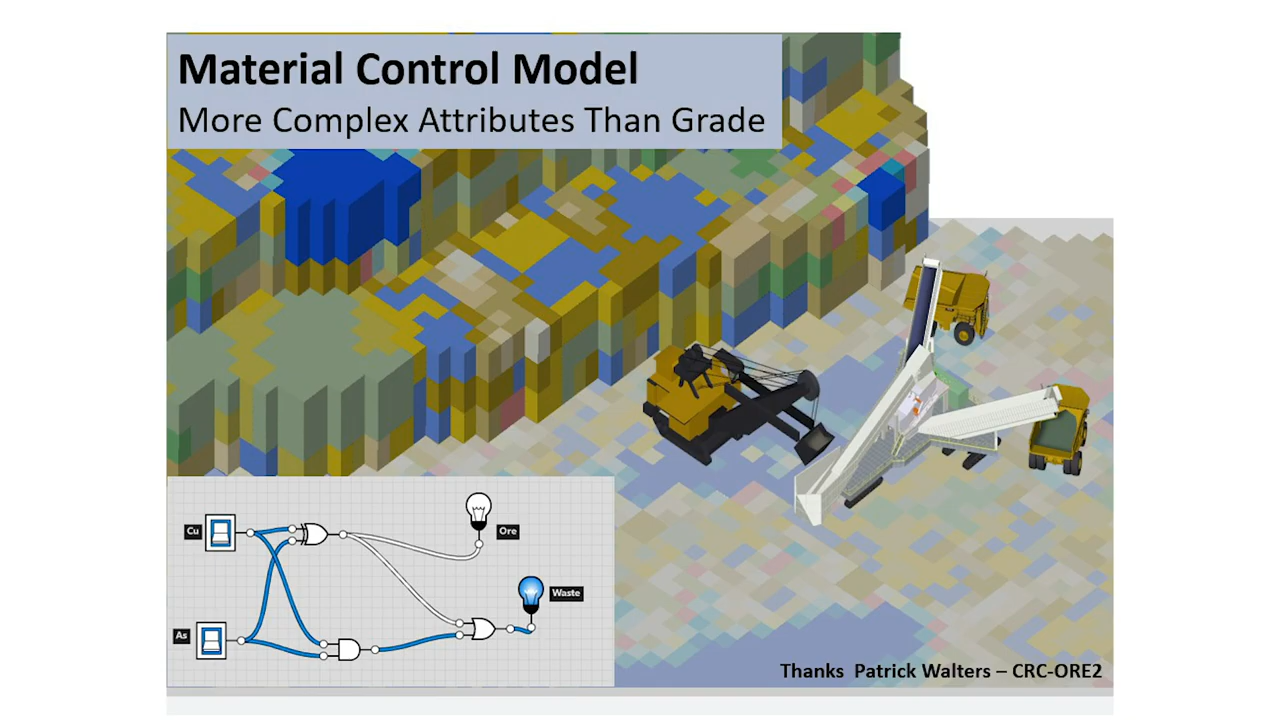 Material Control Model
More Complex Attributes Than Grade
Cu
Ore
Waste
As
Thanks Patrick Walters – CRC-ORE2